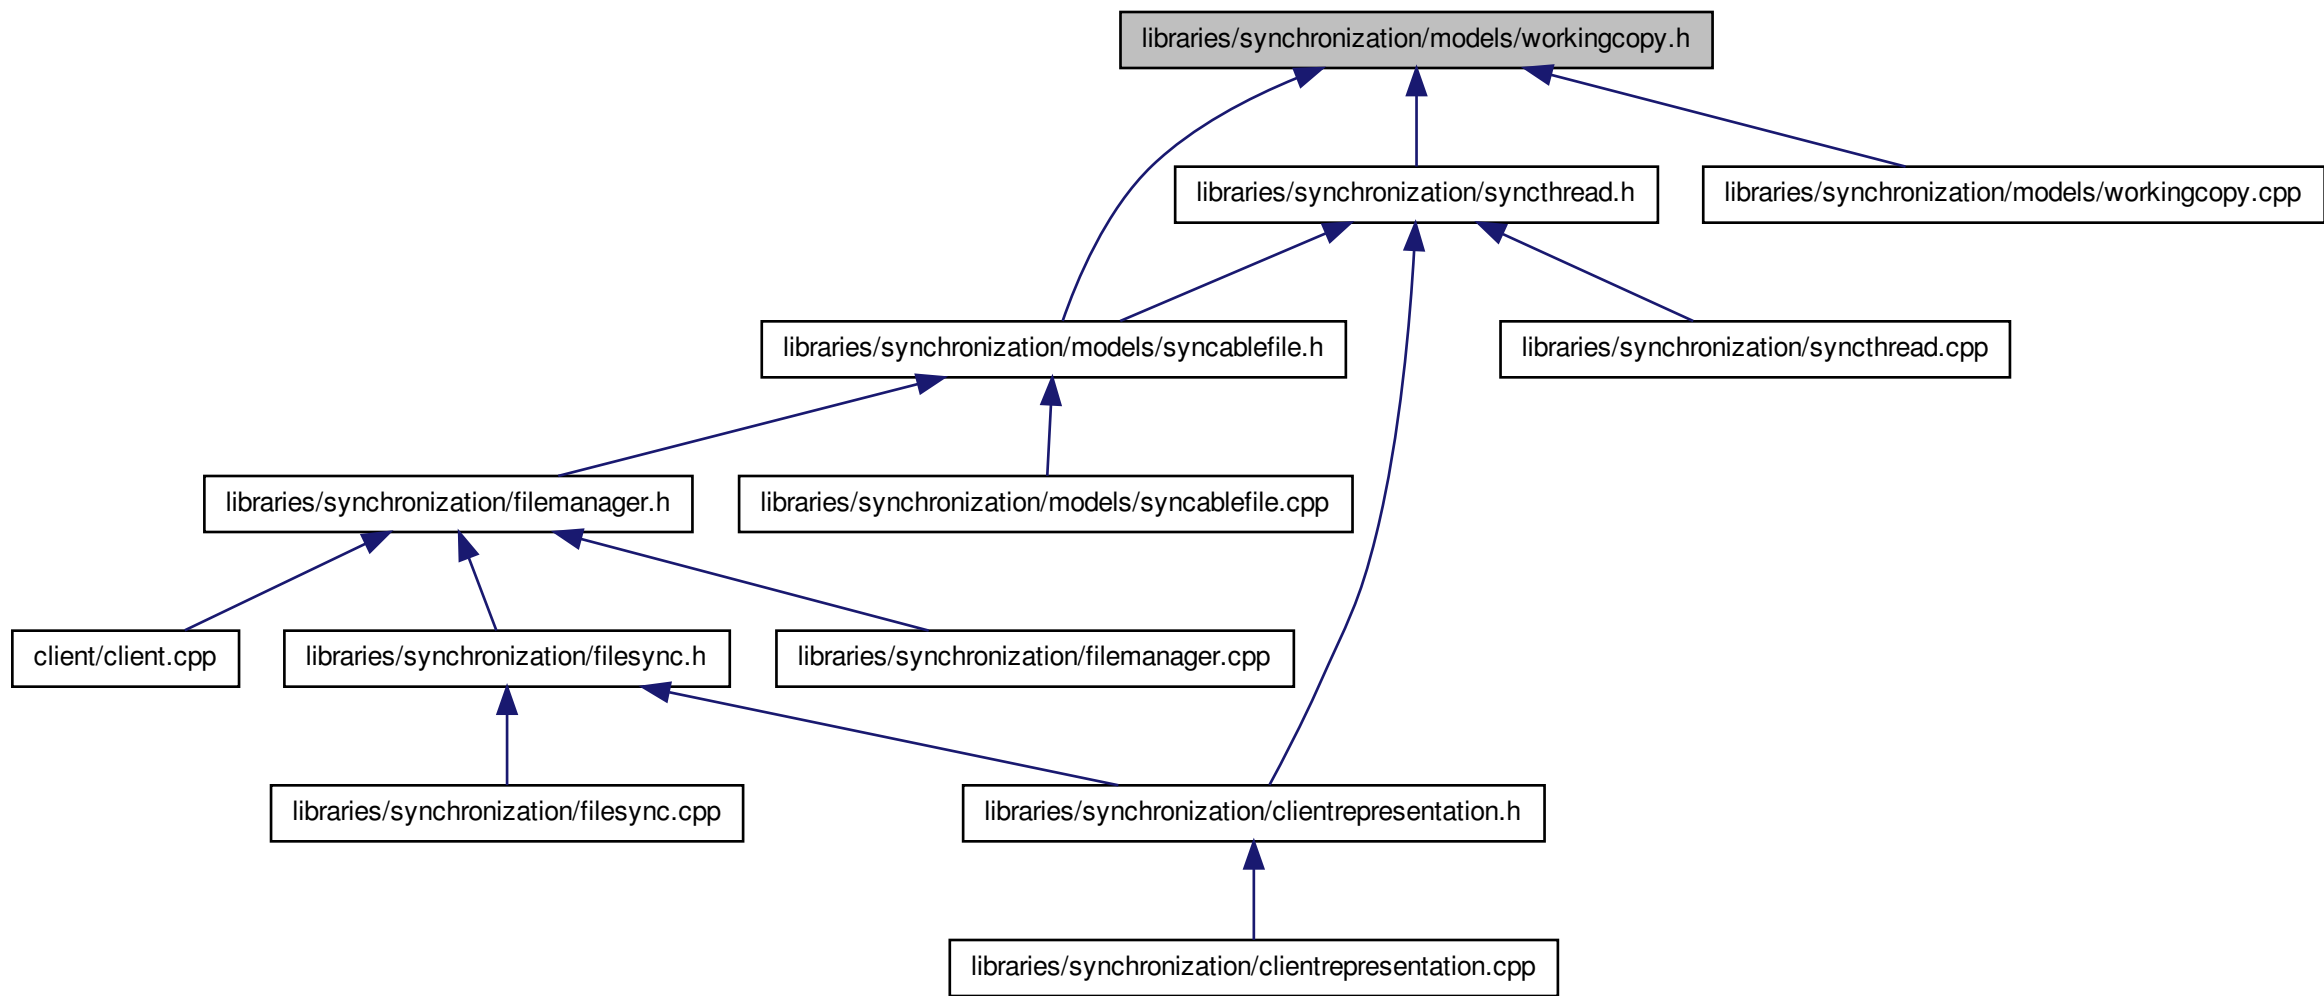 libraries/synchronization/models/workingcopy.h
libraries/synchronization/syncthread.h
libraries/synchronization/models/workingcopy.cpp
libraries/synchronization/models/syncablefile.h
libraries/synchronization/syncthread.cpp
libraries/synchronization/filemanager.h
libraries/synchronization/models/syncablefile.cpp
client/client.cpp
libraries/synchronization/filesync.h
libraries/synchronization/filemanager.cpp
libraries/synchronization/filesync.cpp
libraries/synchronization/clientrepresentation.h
libraries/synchronization/clientrepresentation.cpp